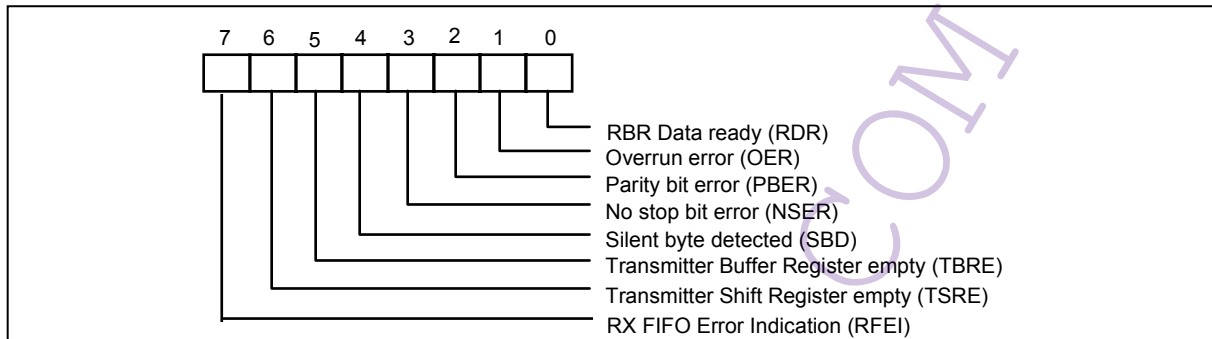 7 6 5 4 3 2 1 0
RBR Data ready (RDR)
Overrun error (OER)
Parity bit error (PBER)
No stop bit error (NSER)
Silent byte detected (SBD)
Transmitter Buffer Register empty (TBRE)
Transmitter Shift Register empty (TSRE)
RX FIFO Error Indication (RFEI)
COM